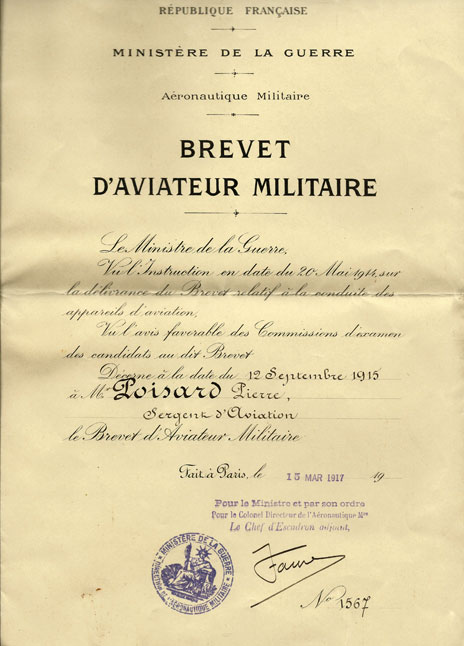 RÉPUBLIQUE FRANÇAISE
MINISTÈRE DE LA GUERRE
Aéronautique Militaire
BREVET
D'AVIATEUR MILITAIRE
Le Ministre de la Guerre,
Vu l'Instruction en date du 20 Mai 1914, sur
la délivrance du Brevet relatif à la conduite des
appareils d'aviation,
Vu l'avis favorable des Commissions d'examen
des candidats au dit Brevet
Décerne à la date du 12 Septembre 1915
à Mr Poisard Pierre,
Sergent d'Aviation
le Brevet d'Aviateur Militaire
Fait à Paris, le 15 MAR 1917 19
Pour le Ministre et par son ordre
Pour le Colonel Directeur de l'Aéronautique Mre
Le Chef d'Escadron adjoint,
MINISTÈRE DE LA GUERRE
AÉRONAUTIQUE MILITAIRE
Faure
No 1567